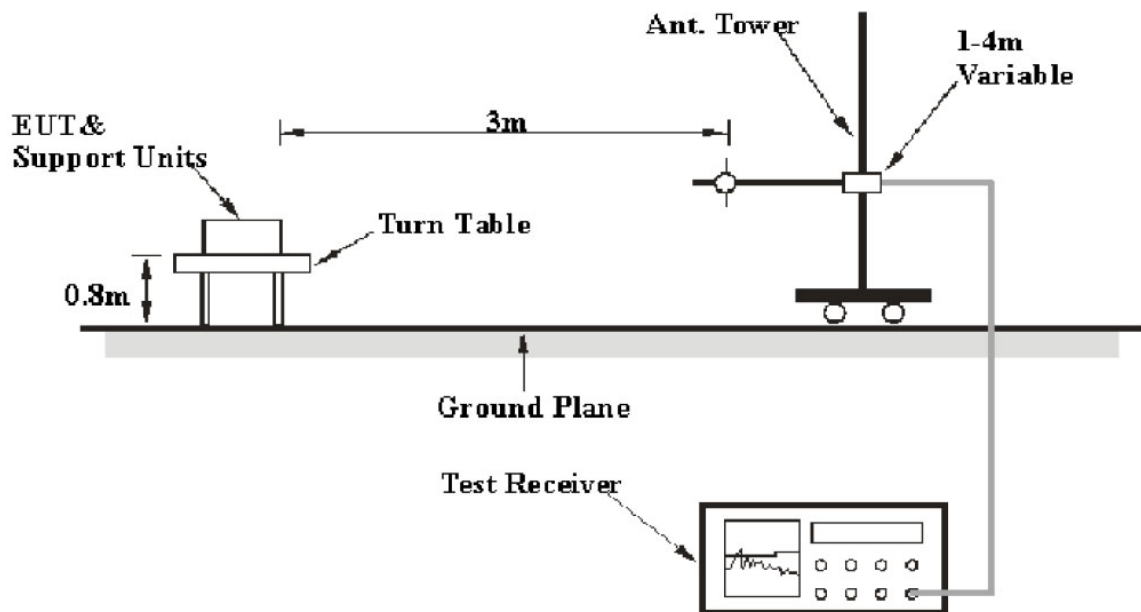 Ant. Tower
1-4m
Variable
3m
EUT&
Support Units
Turn Table
0.8m
Ground Plane
Test Receiver